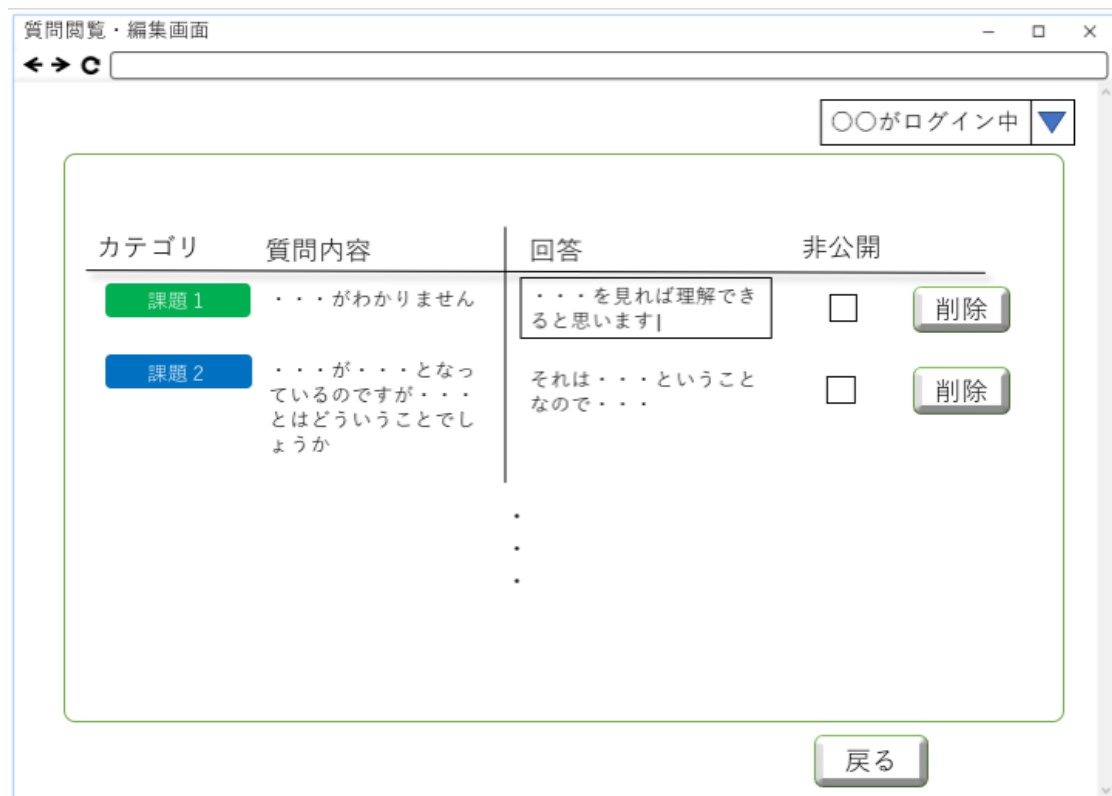 質問閲覧・編集画面
○○がログイン中
カテゴリ 質問内容 回答 非公開
課題1 ・・・がわかりません ・・・を見れば理解でき
ると思います| 削除
課題2 ・・・が・・・となっ
ているのですが・・・
とはどういうことでし
ょうか
それは・・・ということ
なので・・・ 削除
・
・
・
戻る